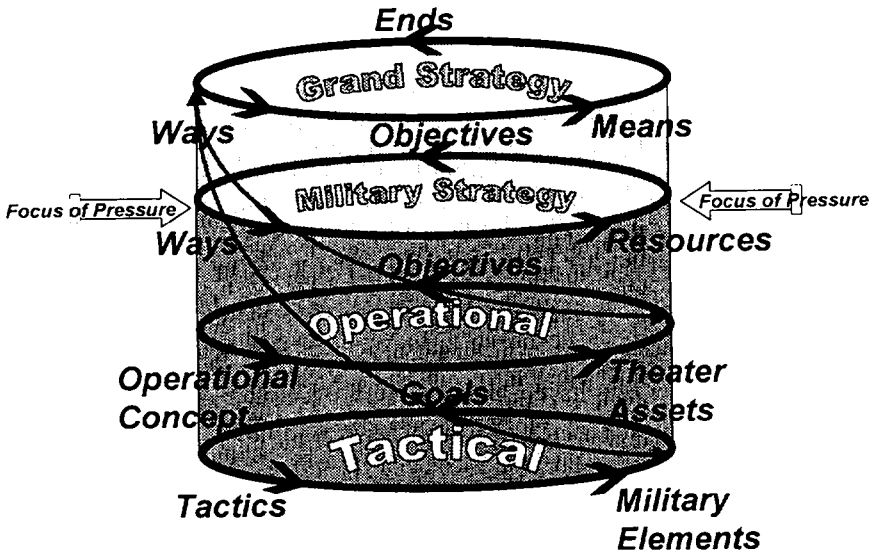 Ends
Grand Strategy
Ways
Objectives
Means
Military Strategy
Focus of Pressure
Focus of Pressure
Ways
Resources
Objectives
Operational
Operational
Concept
Goals
Theater
Assets
Tactical
Tactics
Military
Elements